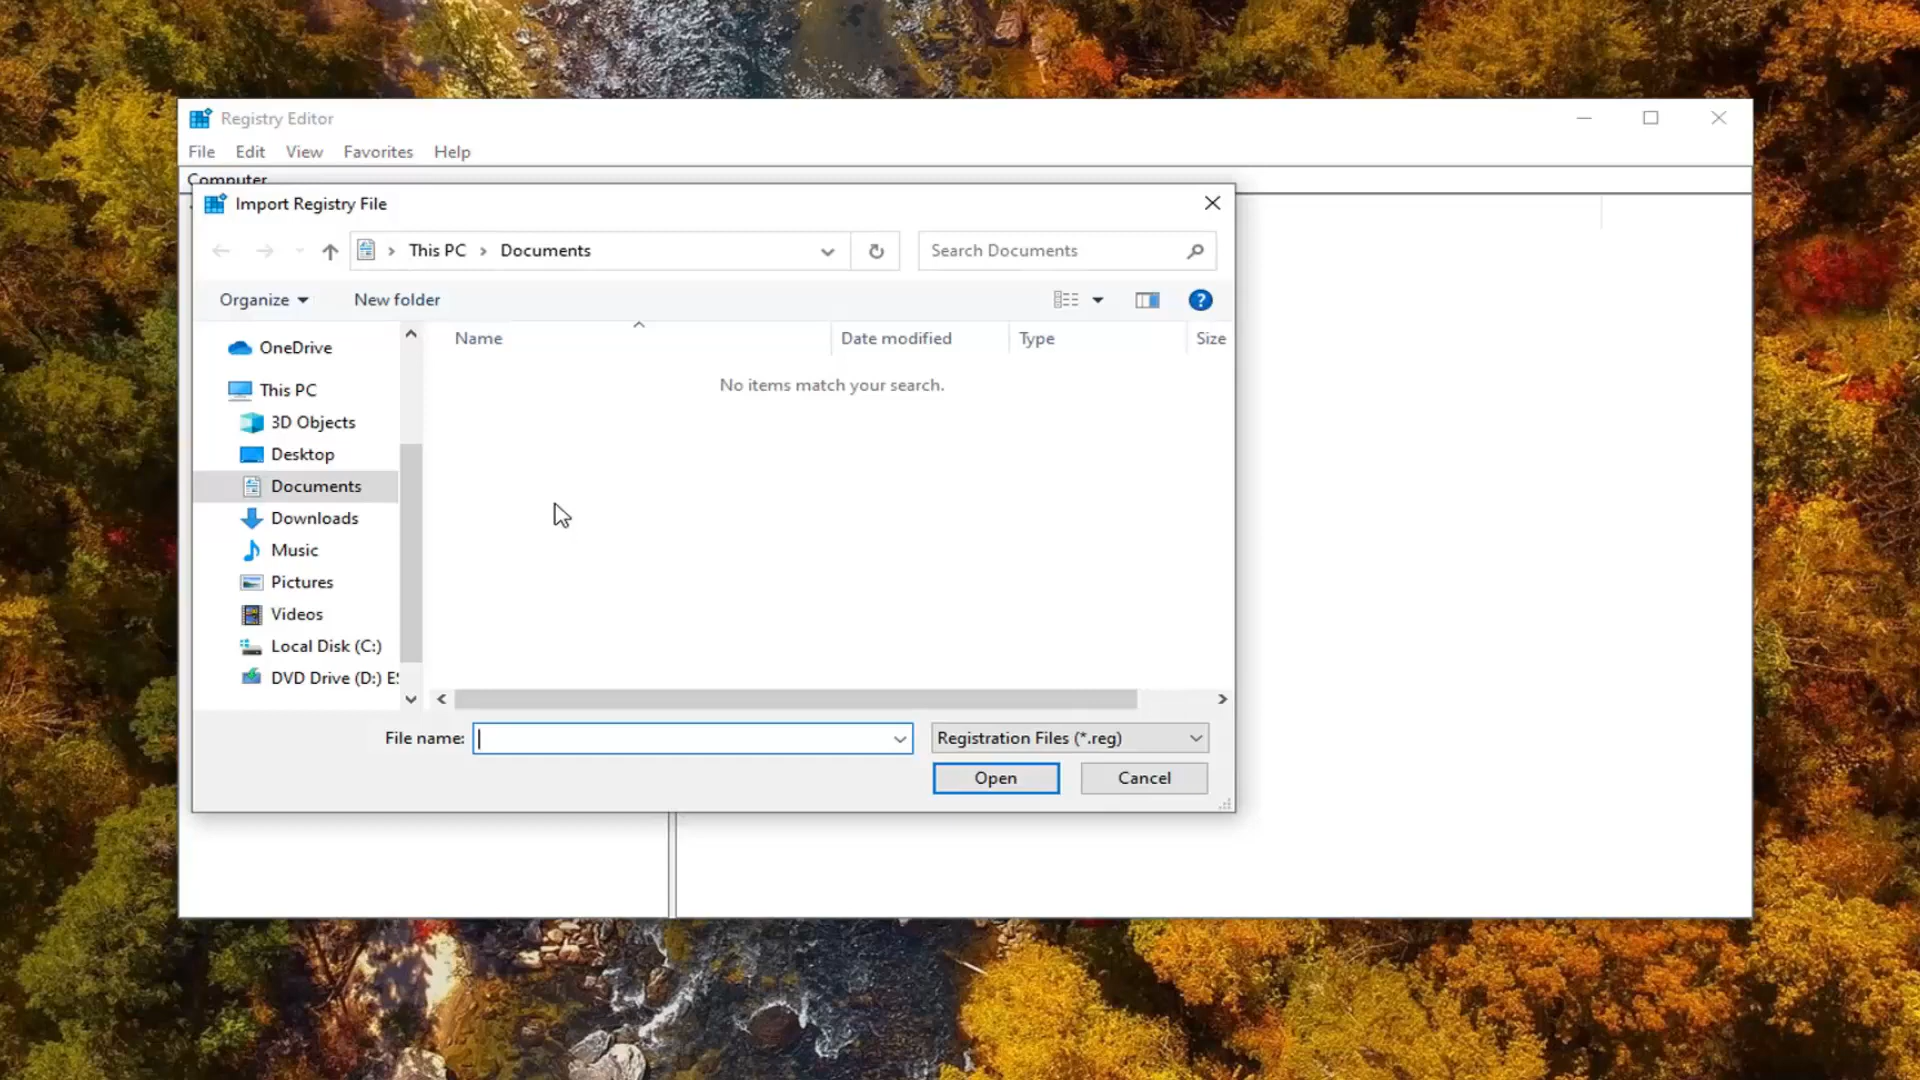 Registry Editor
File Edit View Favorites Help
Computer
Import Registry File
This PC Documents
Search Documents
Organize New folder
?
Name Date modified Type Size
No items match your search.
OneDrive
This PC
3D Objects
Desktop
Documents
Downloads
Music
Pictures
Videos
Local Disk (C:)
DVD Drive (D:) ES
File name:
Registration Files (*.reg)
Open Cancel